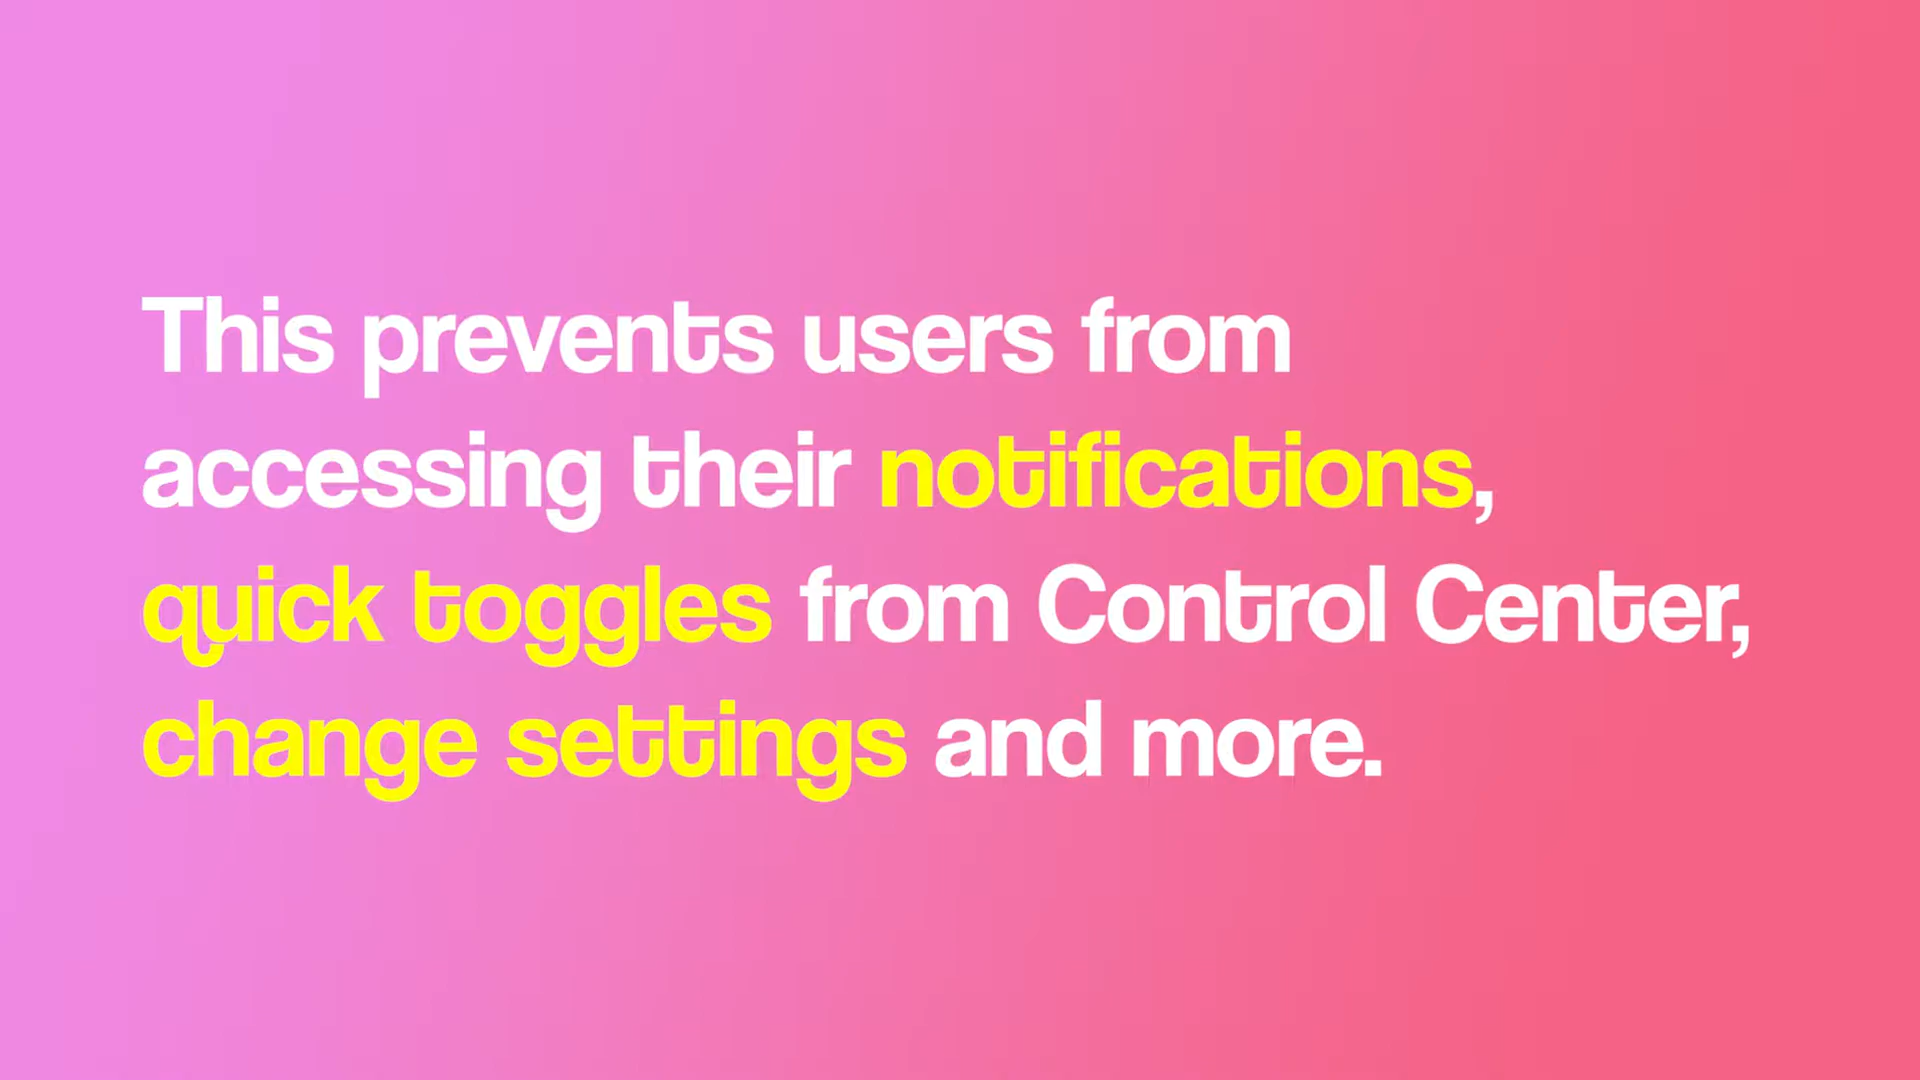 This prevents users from
accessing their notifications,
quick toggles from Control Center,
change settings and more.